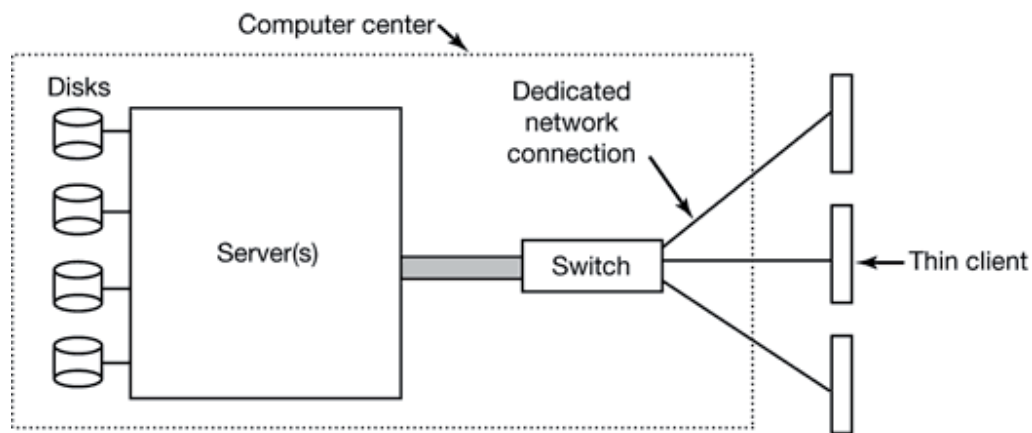 Computer center
Disks
Dedicated
network
connection
Server(s)
Switch
Thin client